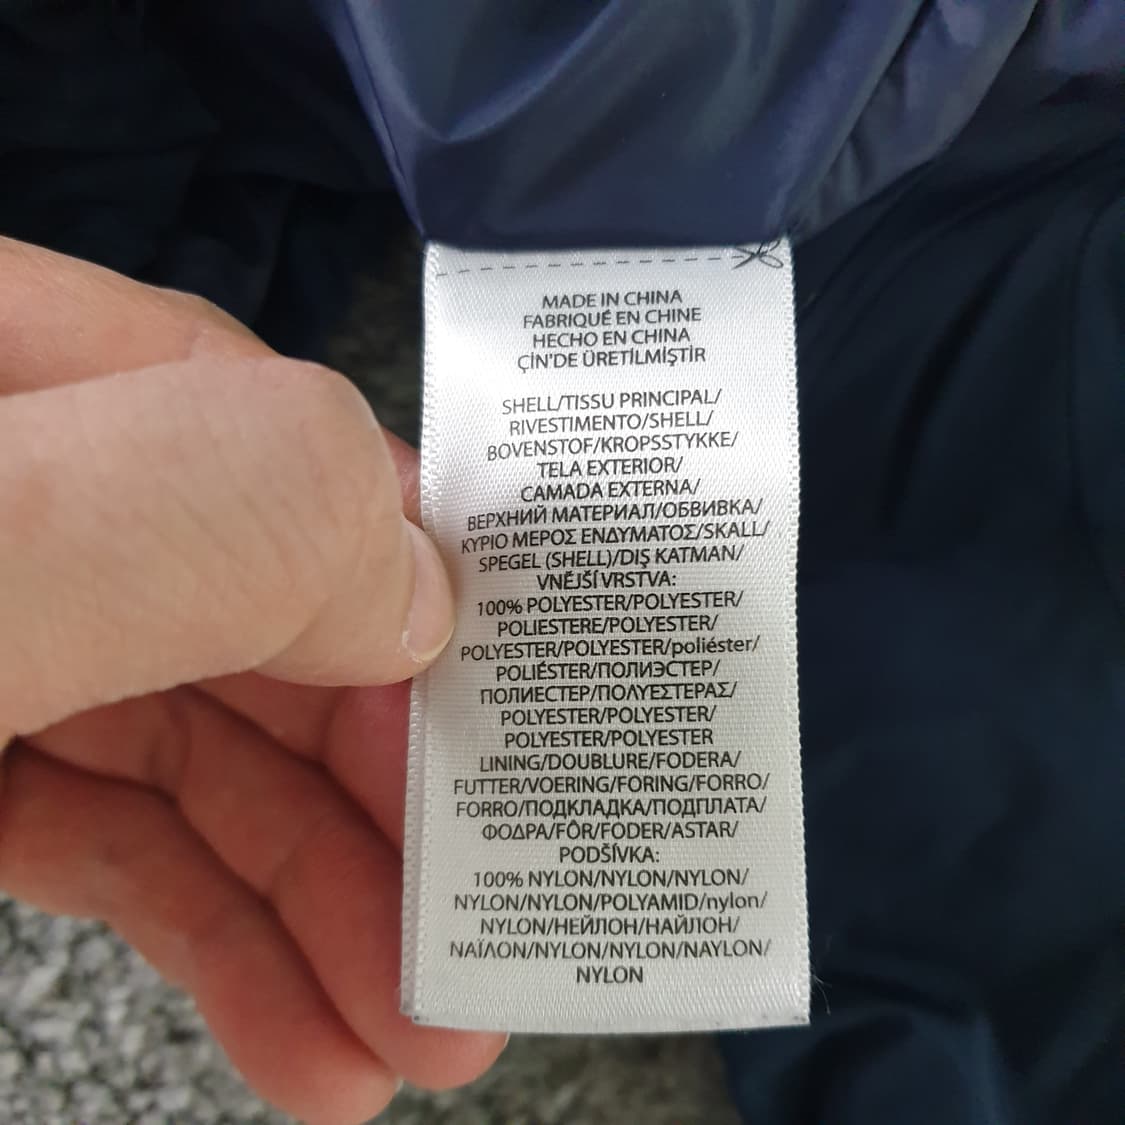 MADE IN CHINA
FABRIQUÉ EN CHINE
HECHO EN CHINA
ÇİN'DE ÜRETİLMİŞTİR
SHELL/TISSU PRINCIPAL/
RIVESTIMENTO/SHELL/
BOVENSTOF/KROPSSTYKKE/
TELA EXTERIOR/
CAMADA EXTERNA/
ВЕРХНИЙ МАТЕРИАЛ/ОБВИВКА/
ΚΥΡΙΟ ΜΕΡΟΣ ΕΝΔΥΜΑΤΟΣ/SKALL/
SPEGEL (SHELL)/DIŞ KATMAN/
VNĚJŠÍ VRSTVA:
100% POLYESTER/POLYESTER/
POLIESTERE/POLYESTER/
POLYESTER/POLYESTER/poliéster/
POLIÉSTER/ПОЛИЭСТЕР/
ПОЛИЕСТЕР/ΠΟΛΥΕΣΤΕΡΑΣ/
POLYESTER/POLYESTER/
POLYESTER/POLYESTER
LINING/DOUBLURE/FODERA/
FUTTER/VOERING/FORING/FORRO/
FORRO/ПОДКЛАДКА/ПОДПЛАТА/
ΦΟΔΡΑ/FÔR/FODER/ASTAR/
PODŠÍVKA:
100% NYLON/NYLON/NYLON/
NYLON/NYLON/POLYAMID/nylon/
NYLON/НЕЙЛОН/НАЙЛОН/
ΝΑΪΛΟΝ/NYLON/NYLON/NAYLON/
NYLON